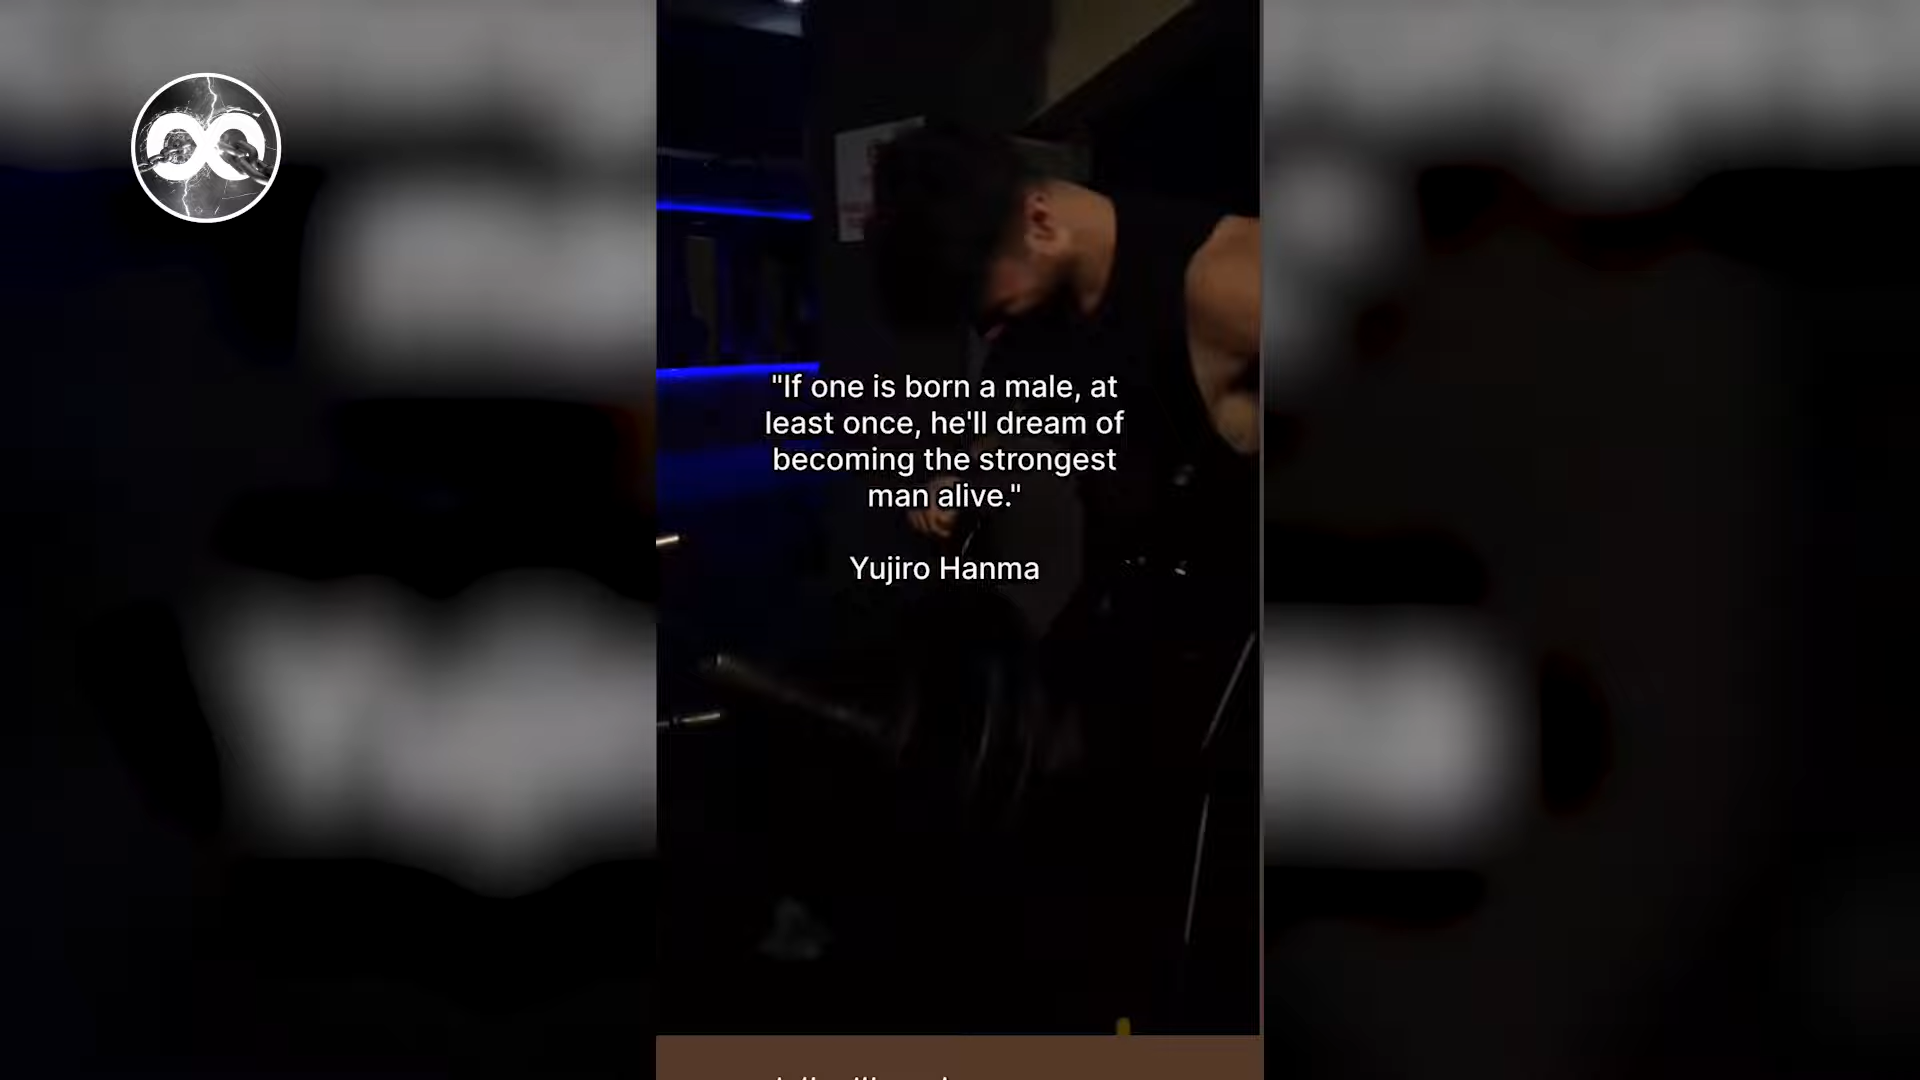 "If one is born a male, at
least once, he'll dream of
becoming the strongest
man alive."
Yujiro Hanma